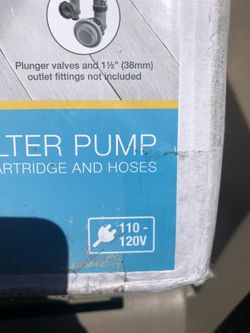 Plunger valves and 1½" (38mm)
outlet fittings not included
LTER PUMP
ARTRIDGE AND HOSES
110 -
120V